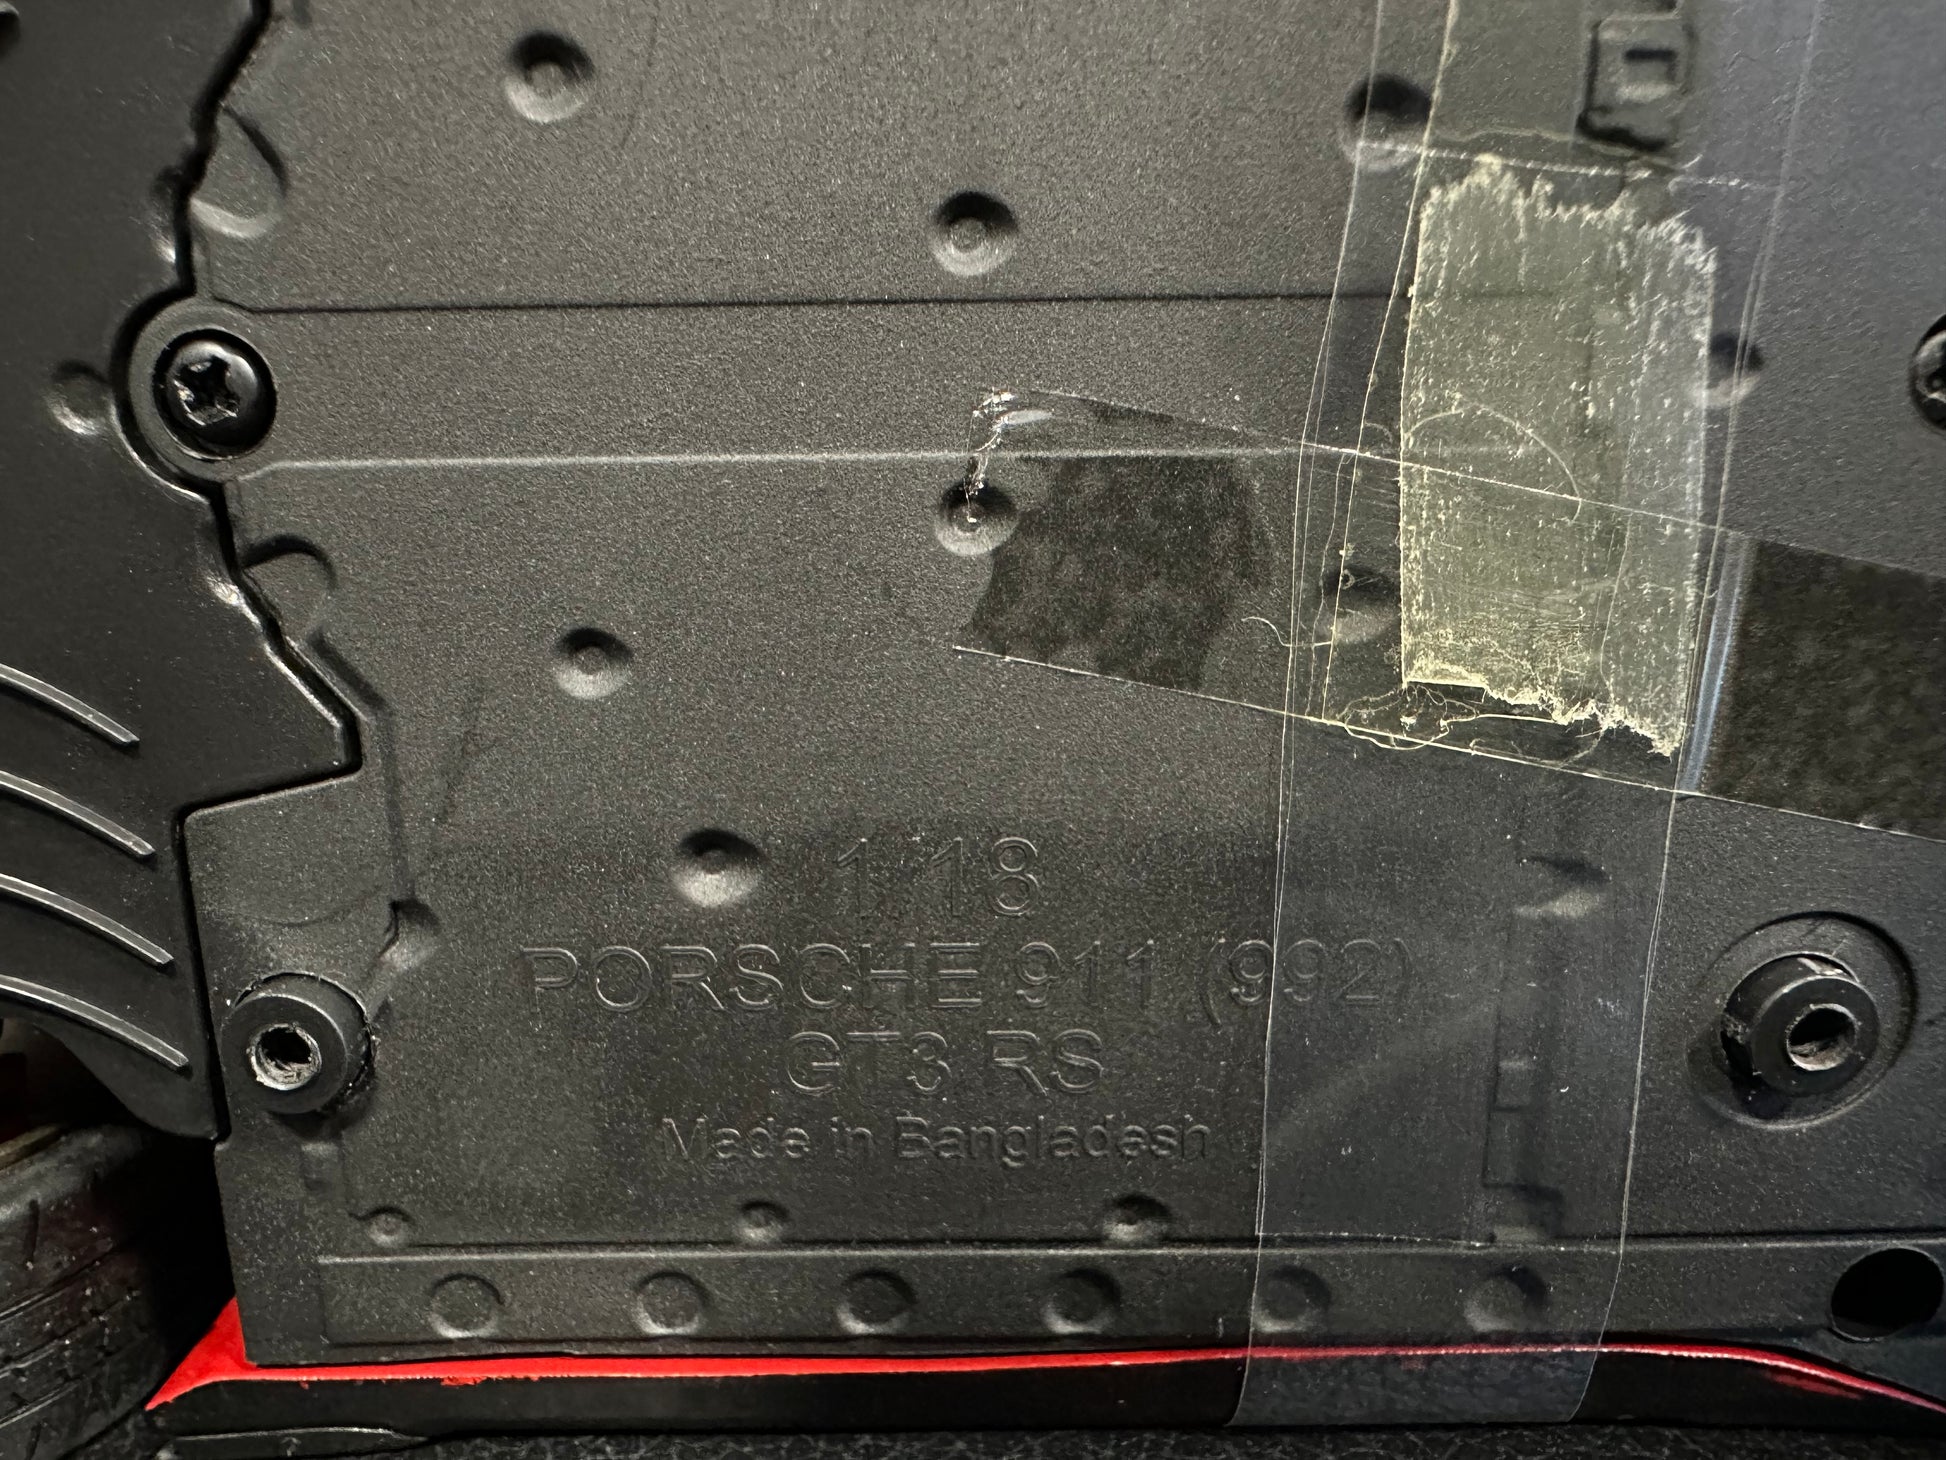 1:18
PORSCHE 911 (992)
GT3 RS
Made in Bangladesh